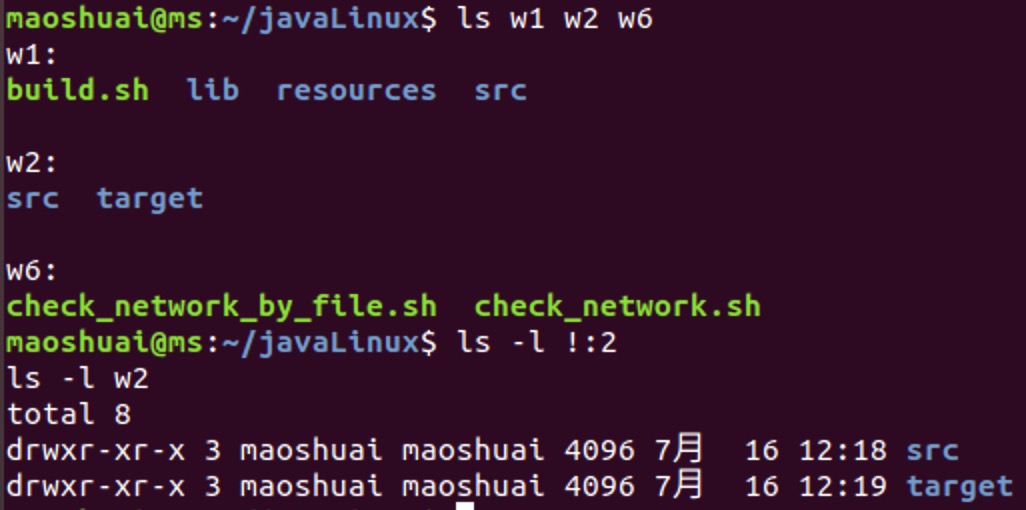 maoshuai@ms:~/javaLinux$ ls w1 w2 w6
w1:
build.sh  lib  resources  src
w2:
src  target
w6:
check_network_by_file.sh  check_network.sh
maoshuai@ms:~/javaLinux$ ls -l !:2
ls -l w2
total 8
drwxr-xr-x 3 maoshuai maoshuai 4096 7月  16 12:18 src
drwxr-xr-x 3 maoshuai maoshuai 4096 7月  16 12:19 target